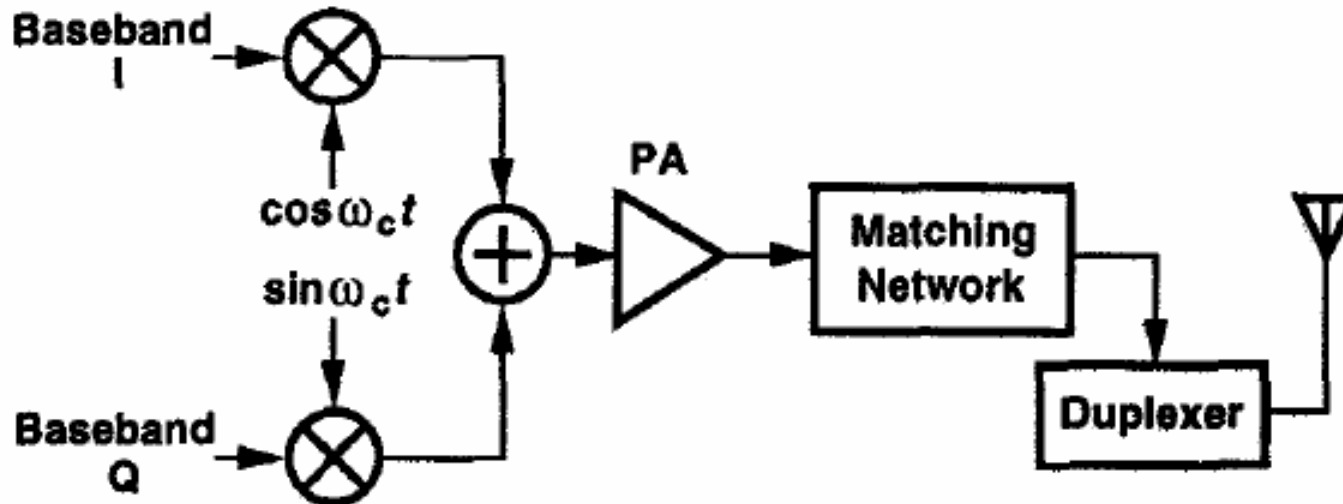 Baseband
I
cos ω_c t
sin ω_c t
Baseband
Q
PA
Matching
Network
Duplexer